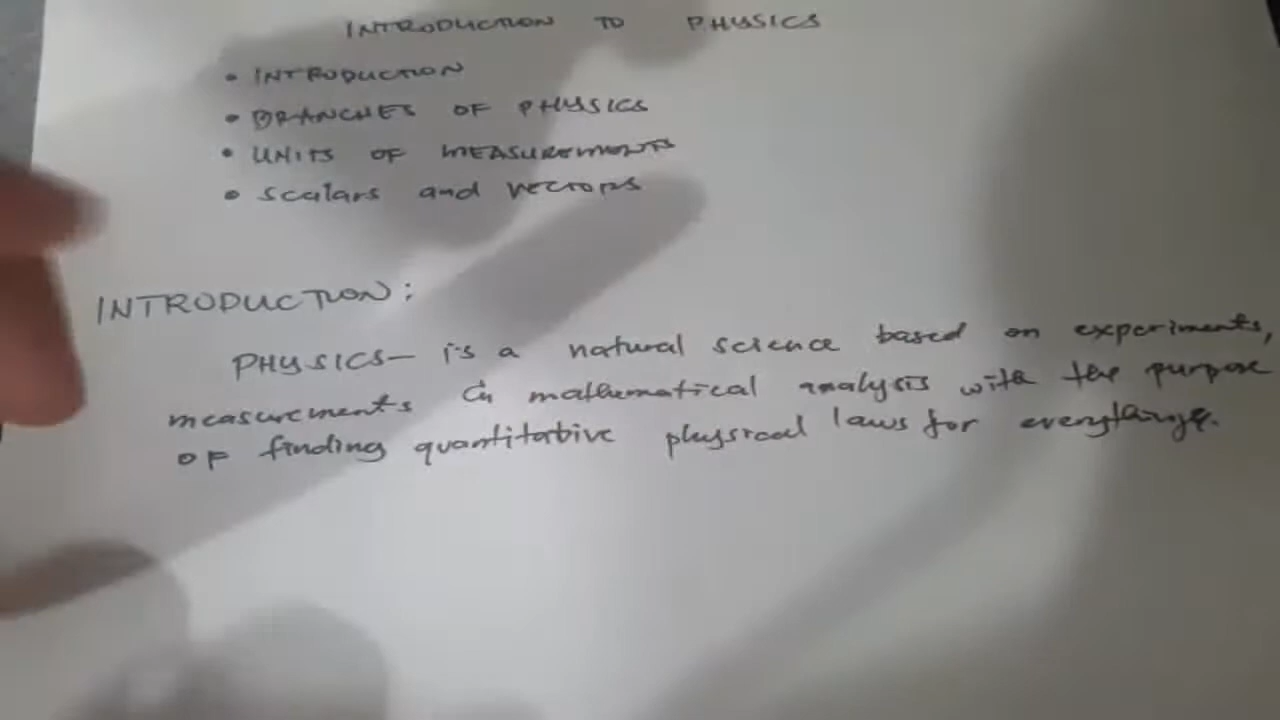 INTRODUCTION TO PHYSICS
• INTRODUCTION
• BRANCHES OF PHYSICS
• UNITS OF MEASUREMENTS
• Scalars and vectors
INTRODUCTION:
PHYSICS— is a natural science based on experiments,
measurements & mathematical analysis with the purpose
of finding quantitative physical laws for everything.